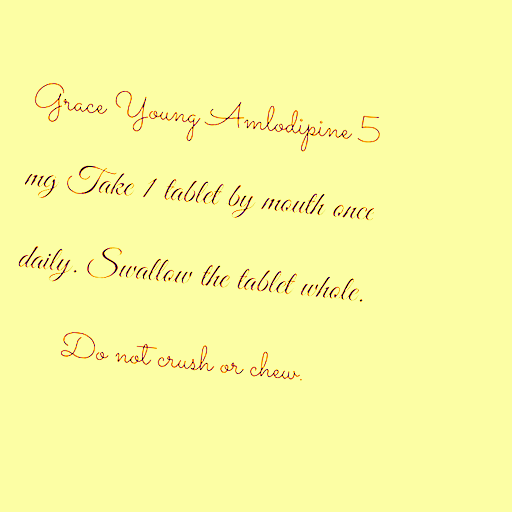 Grace Young Amlodipine 5
mg Take 1 tablet by mouth once
daily. Swallow the tablet whole.
Do not crush or chew.